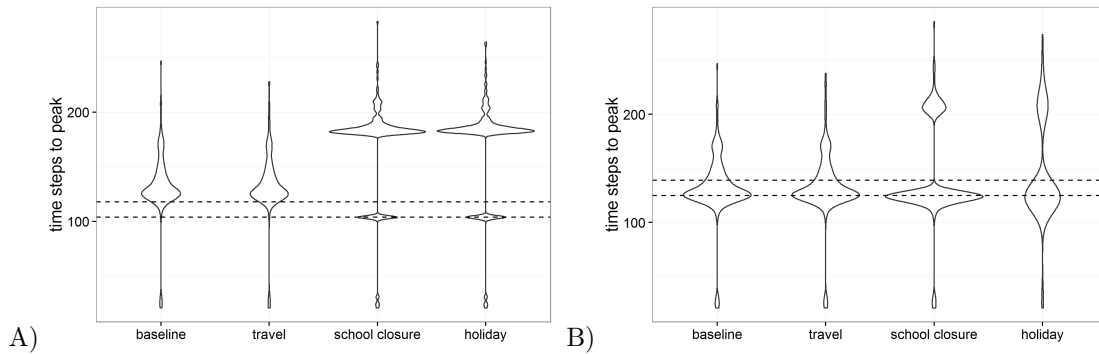 time steps to peak
200
100
baseline travel school closure holiday
A)
time steps to peak
200
100
baseline travel school closure holiday
B)